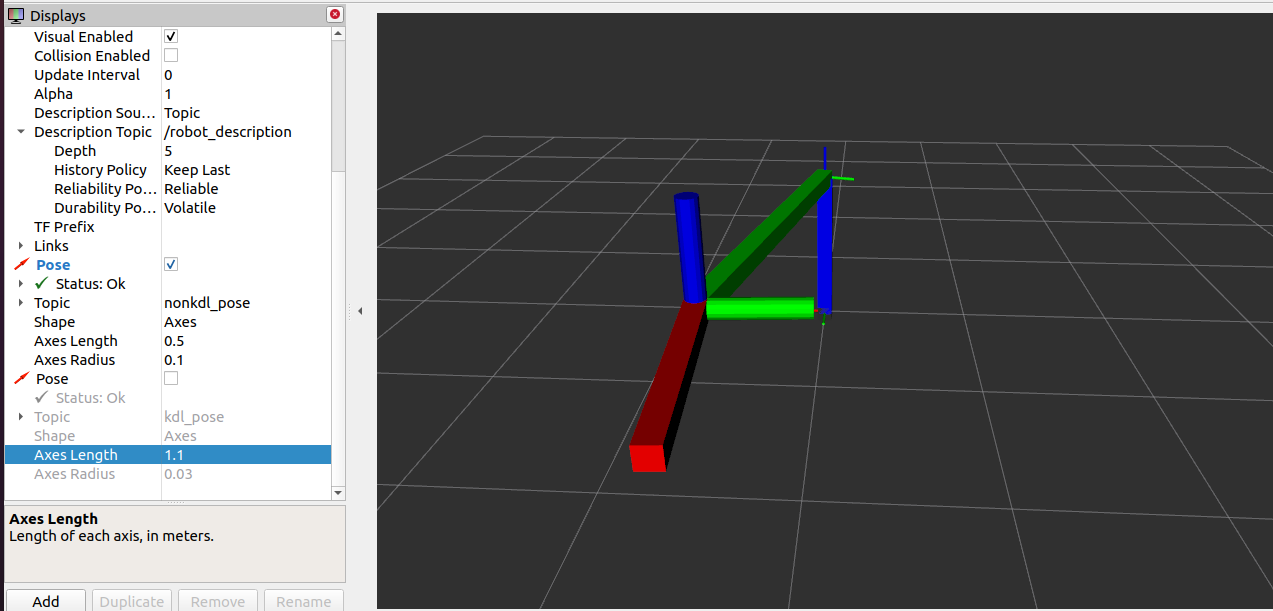 Displays
Visual Enabled
Collision Enabled
Update Interval 0
Alpha 1
Description Sou... Topic
Description Topic /robot_description
Depth 5
History Policy Keep Last
Reliability Po... Reliable
Durability Po... Volatile
TF Prefix
Links
Pose
Status: Ok
Topic nonkdl_pose
Shape Axes
Axes Length 0.5
Axes Radius 0.1
Pose
Status: Ok
Topic kdl_pose
Shape Axes
Axes Length 1.1
Axes Radius 0.03
Axes Length
Length of each axis, in meters.
Add Duplicate Remove Rename